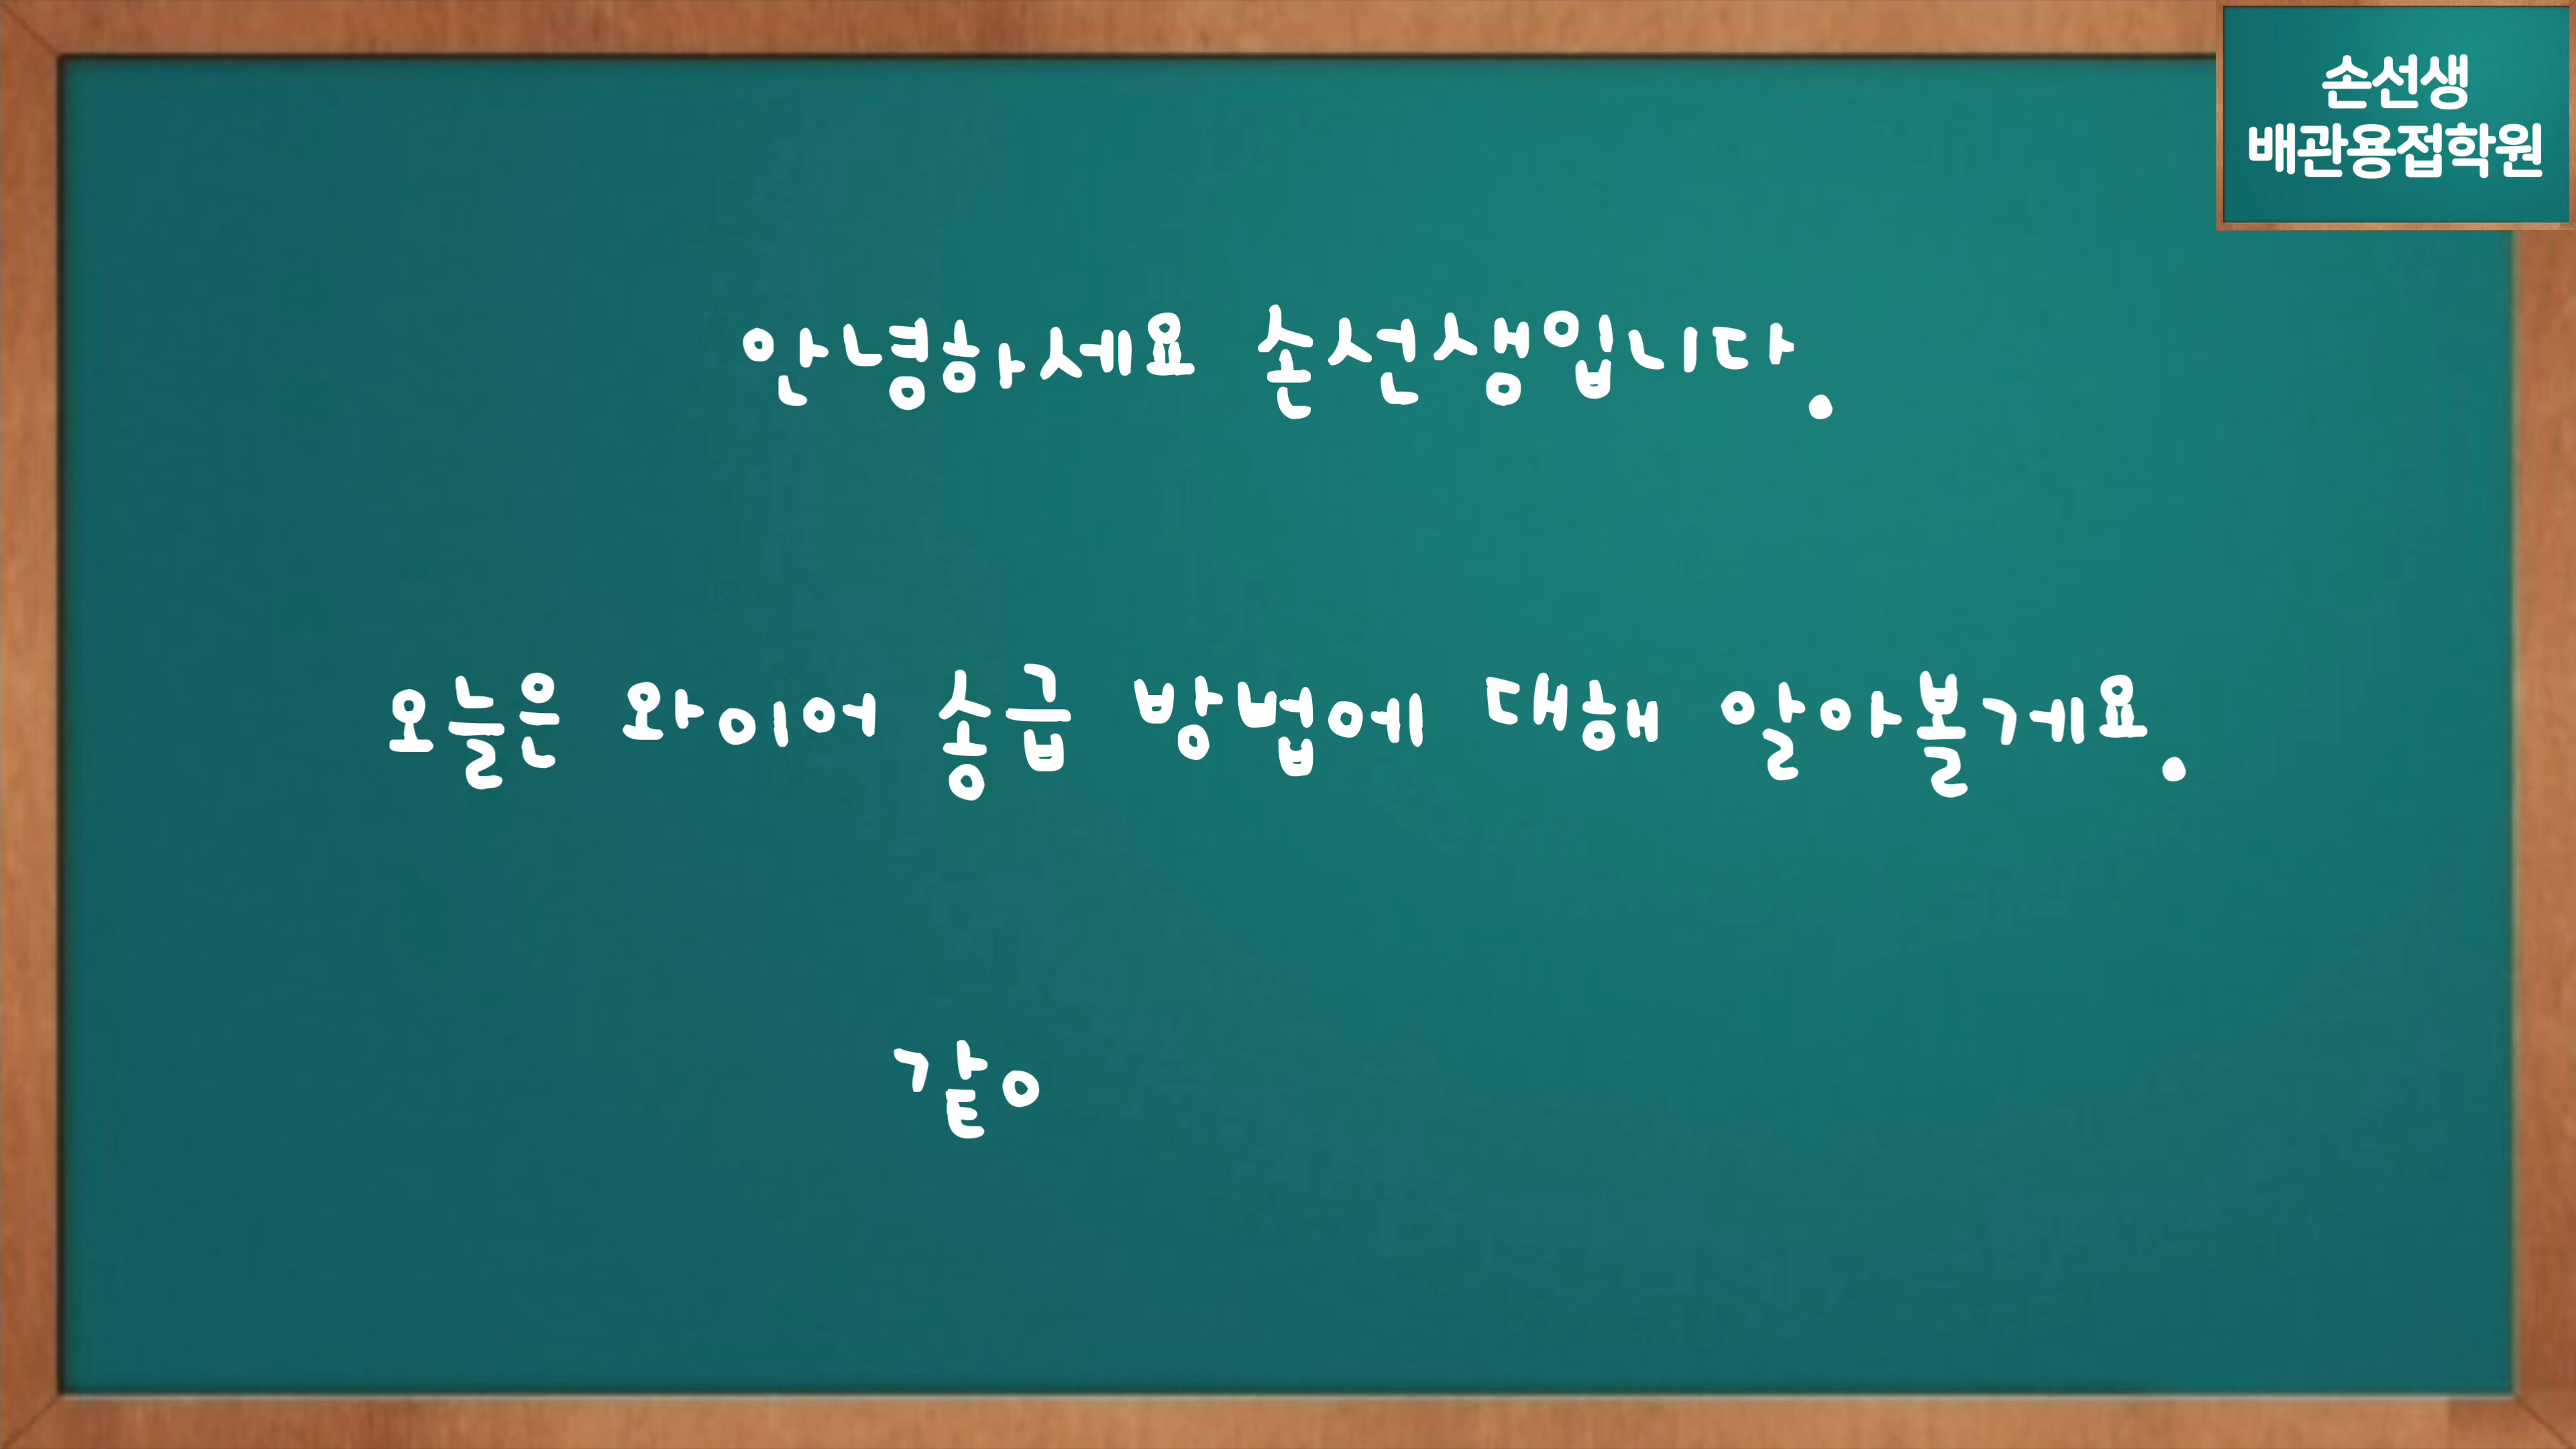 손선생
배관용접학원
안녕하세요 손선생입니다.
오늘은 와이어 송급 방법에 대해 알아볼게요.
같ㅇ